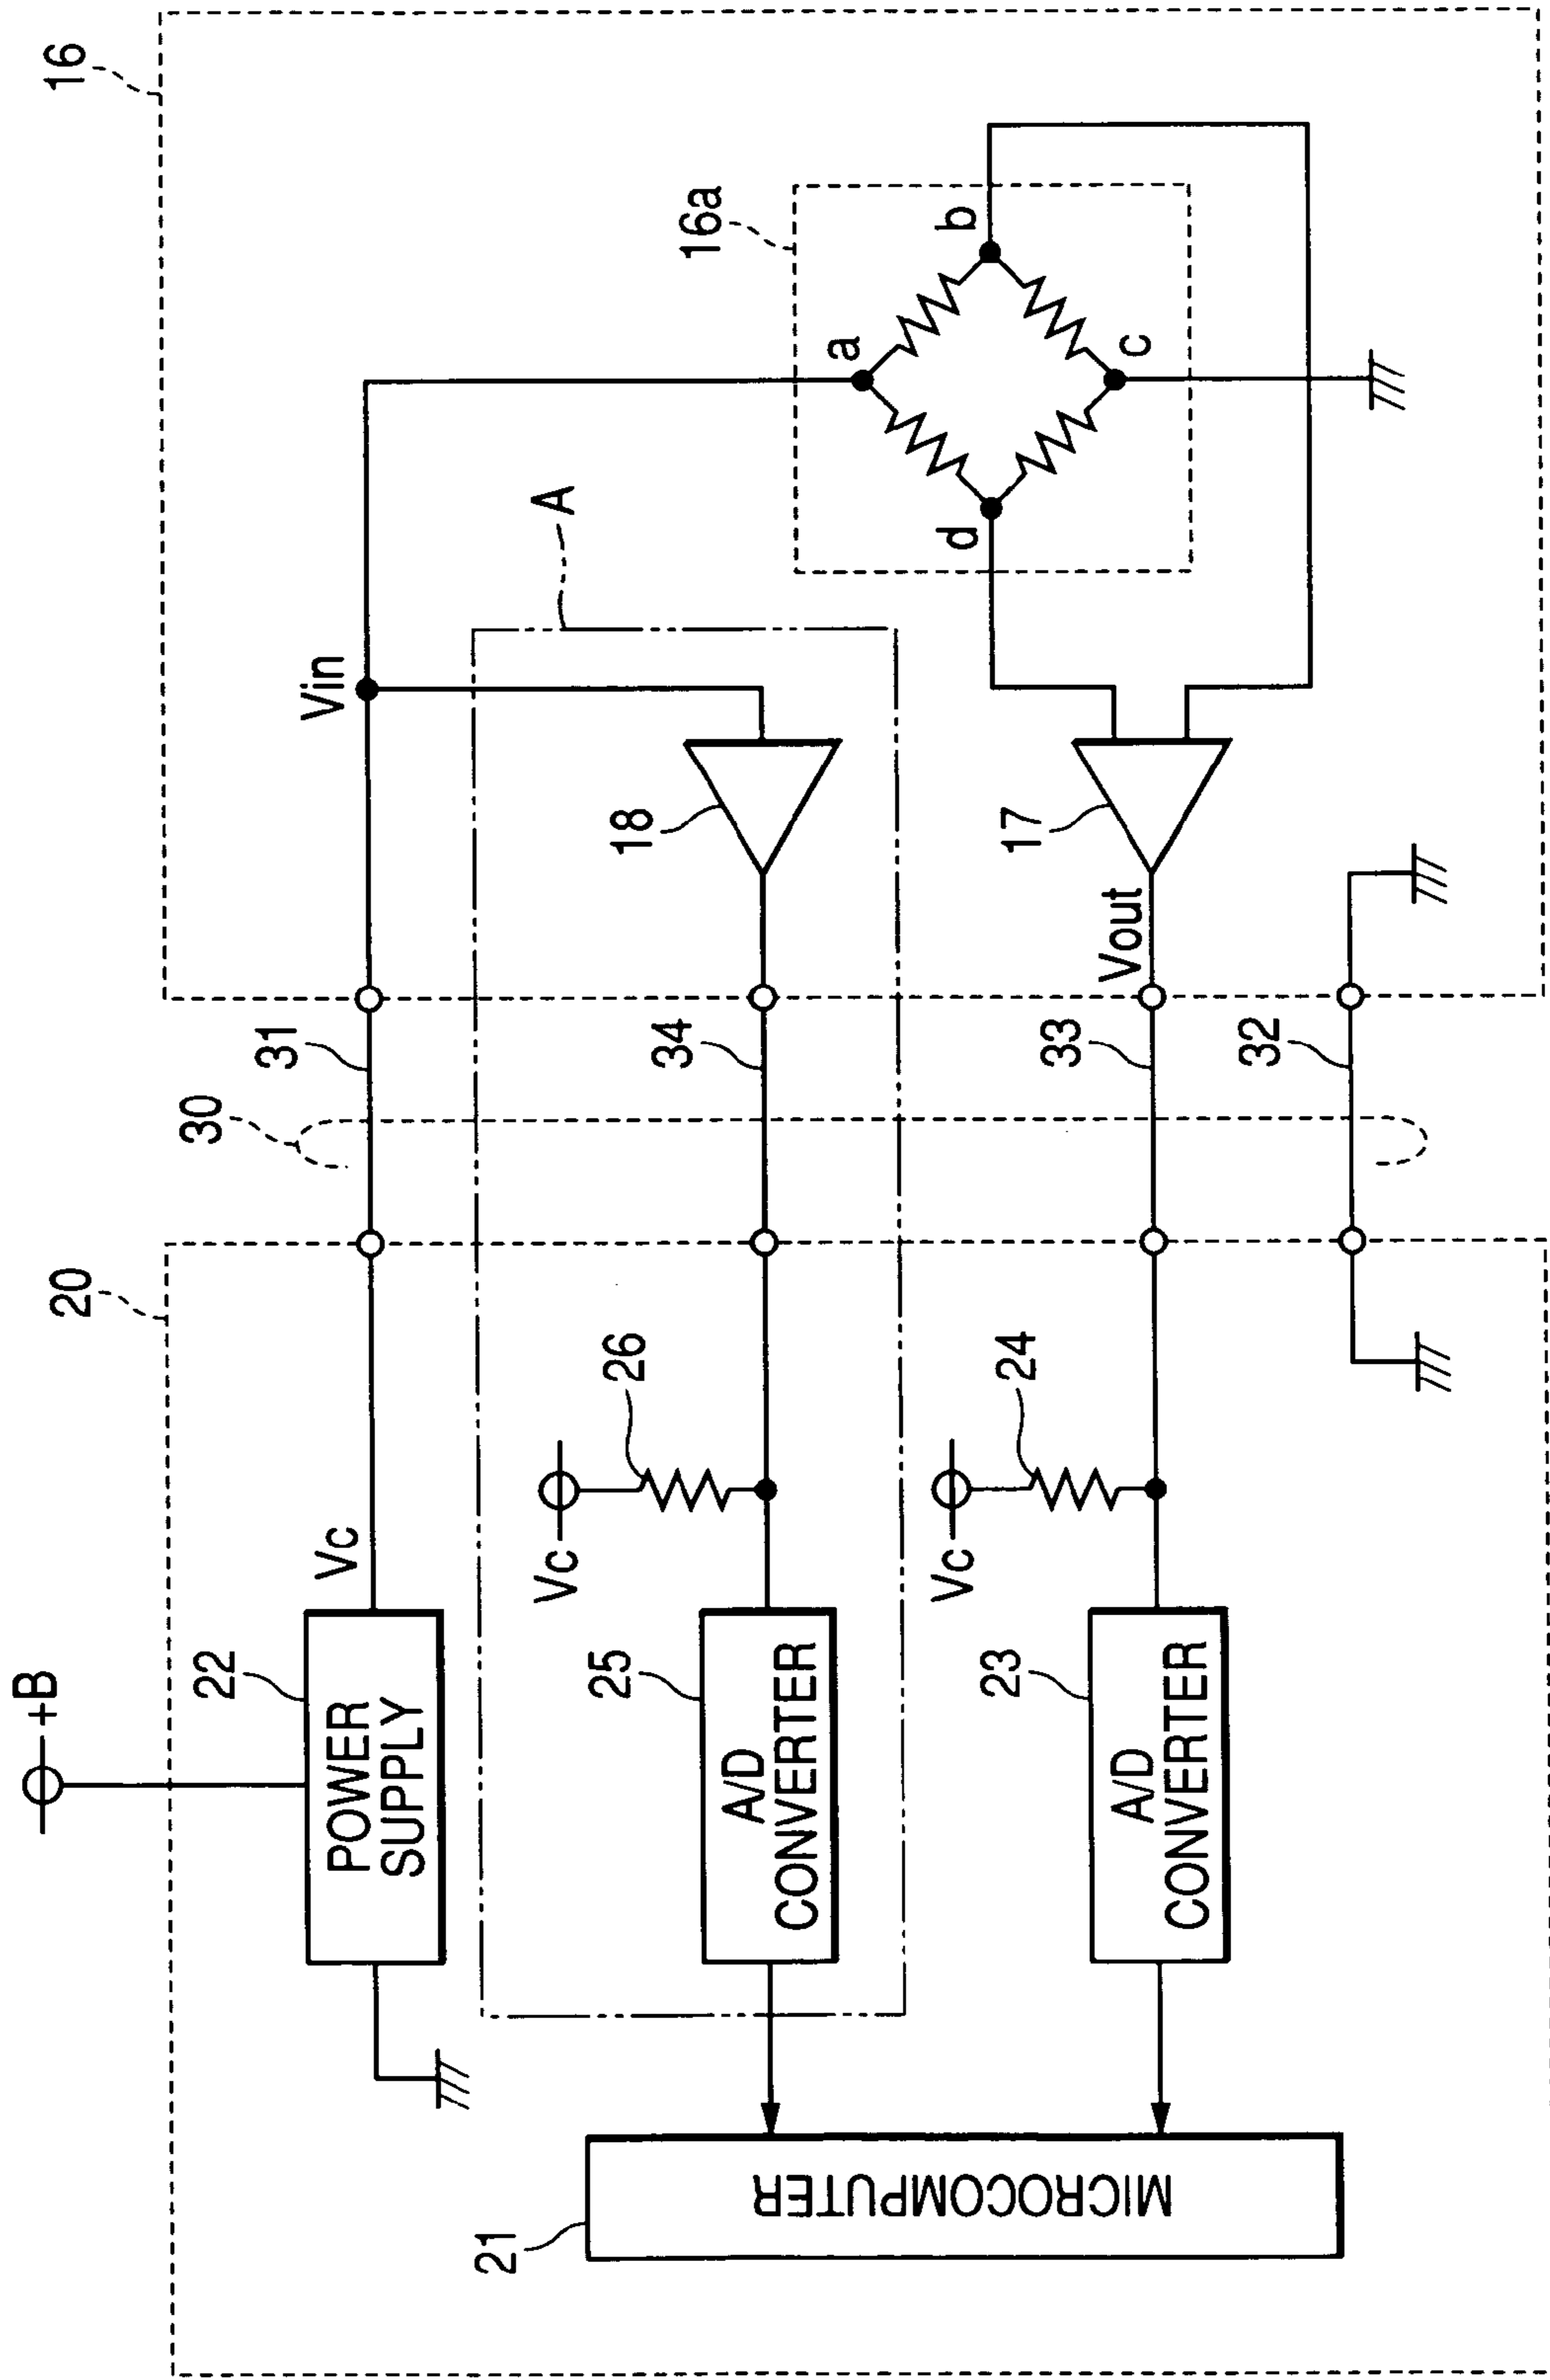 16
16a
a
b
c
d
A
Vin
18
17
Vout
31
34
33
32
30
20
Vc
26
24
Vc
Vc
+B
22
POWER
SUPPLY
25
A/D
CONVERTER
23
A/D
CONVERTER
21
MICROCOMPUTER